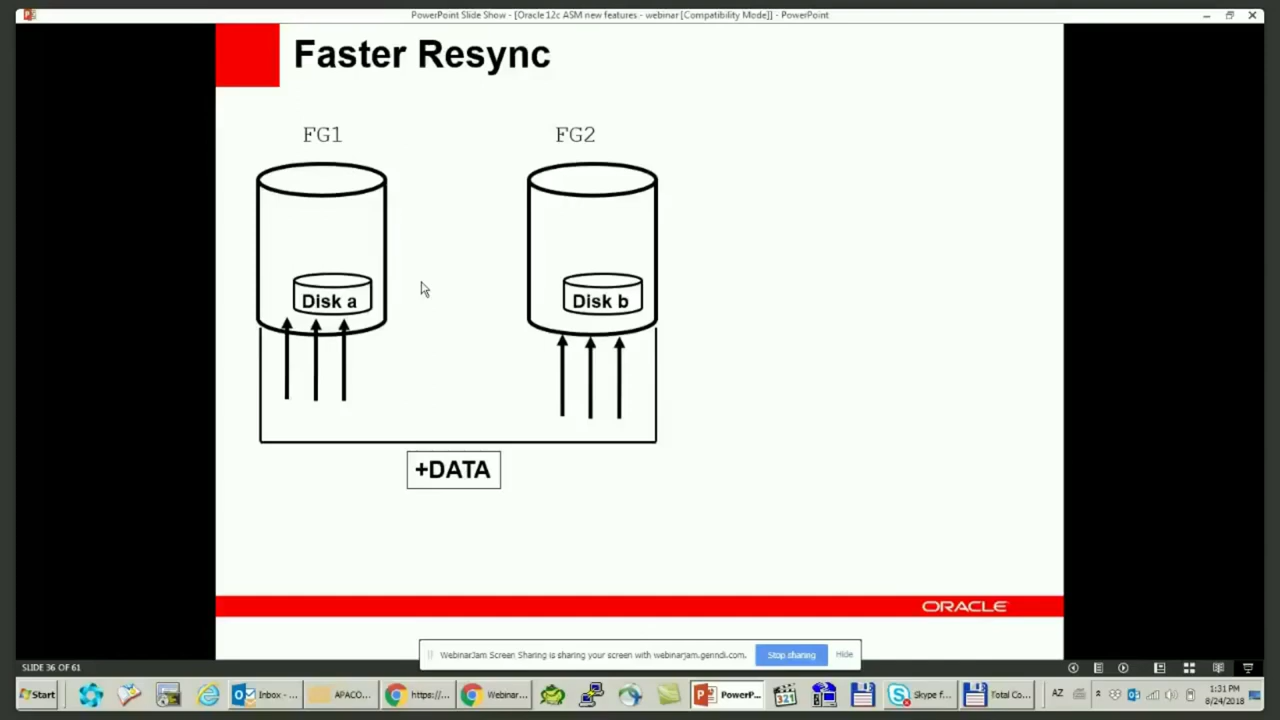 PowerPoint Slide Show - [Oracle 12c ASM new features - webinar [Compatibility Mode]] - PowerPoint
Faster Resync
FG1 FG2
Disk a Disk b
+DATA
ORACLE
WebinarJam Screen Sharing is sharing your screen with webinarjam.genndi.com. Stop sharing Hide
SLIDE 36 OF 61
Start Inbox - ... APACO... https://... Webinar... PowerP... 321 Skype f... Total Co... AZ 1:31 PM
8/24/2018